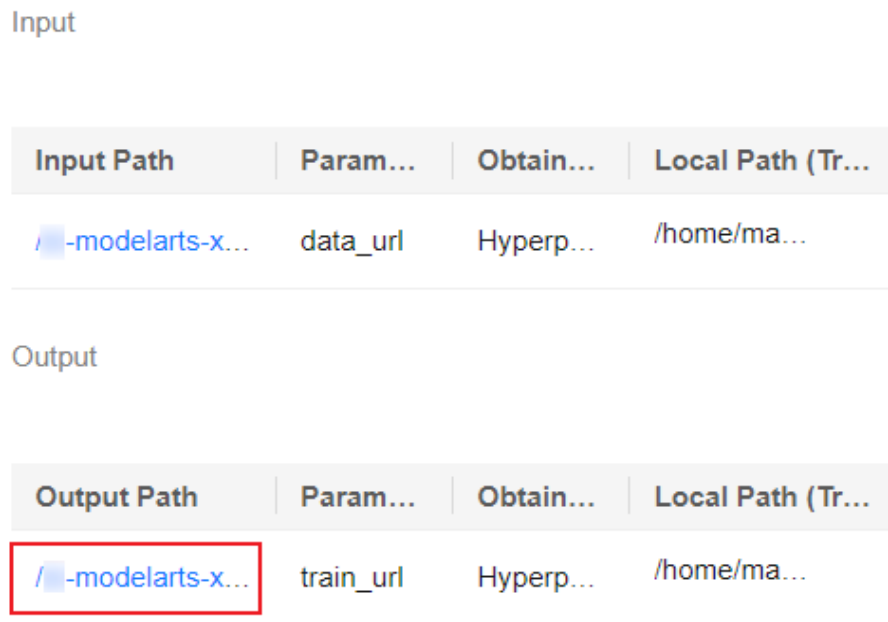 Input
Input Path Param... Obtain... Local Path (Tr...
/ -modelarts-x... data_url Hyperp... /home/ma...
Output
Output Path Param... Obtain... Local Path (Tr...
/ -modelarts-x... train_url Hyperp... /home/ma...